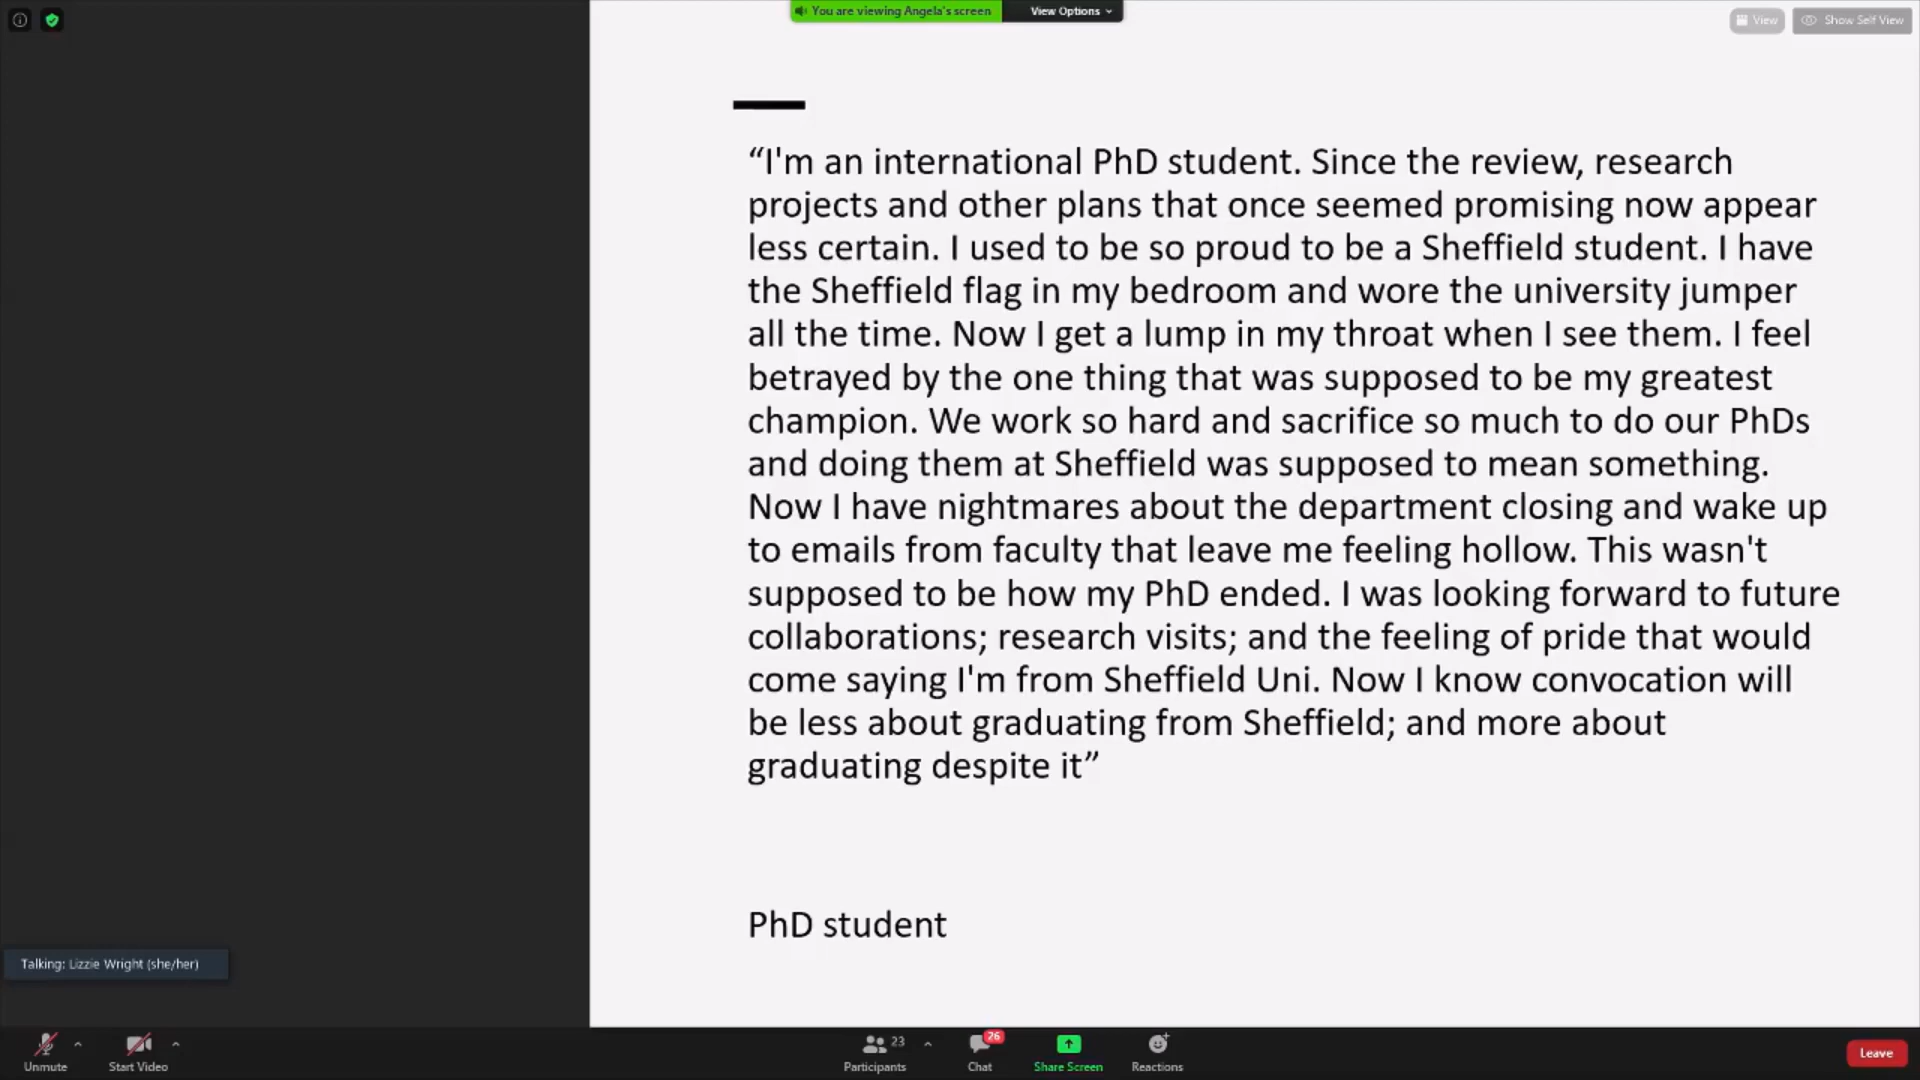 You are viewing Angela's screen
View Options
View
Show Self View
“I'm an international PhD student. Since the review, research
projects and other plans that once seemed promising now appear
less certain. I used to be so proud to be a Sheffield student. I have
the Sheffield flag in my bedroom and wore the university jumper
all the time. Now I get a lump in my throat when I see them. I feel
betrayed by the one thing that was supposed to be my greatest
champion. We work so hard and sacrifice so much to do our PhDs
and doing them at Sheffield was supposed to mean something.
Now I have nightmares about the department closing and wake up
to emails from faculty that leave me feeling hollow. This wasn't
supposed to be how my PhD ended. I was looking forward to future
collaborations; research visits; and the feeling of pride that would
come saying I'm from Sheffield Uni. Now I know convocation will
be less about graduating from Sheffield; and more about
graduating despite it”
PhD student
Talking: Lizzie Wright (she/her)
Unmute
Start Video
23
Participants
26
Chat
Share Screen
Reactions
Leave